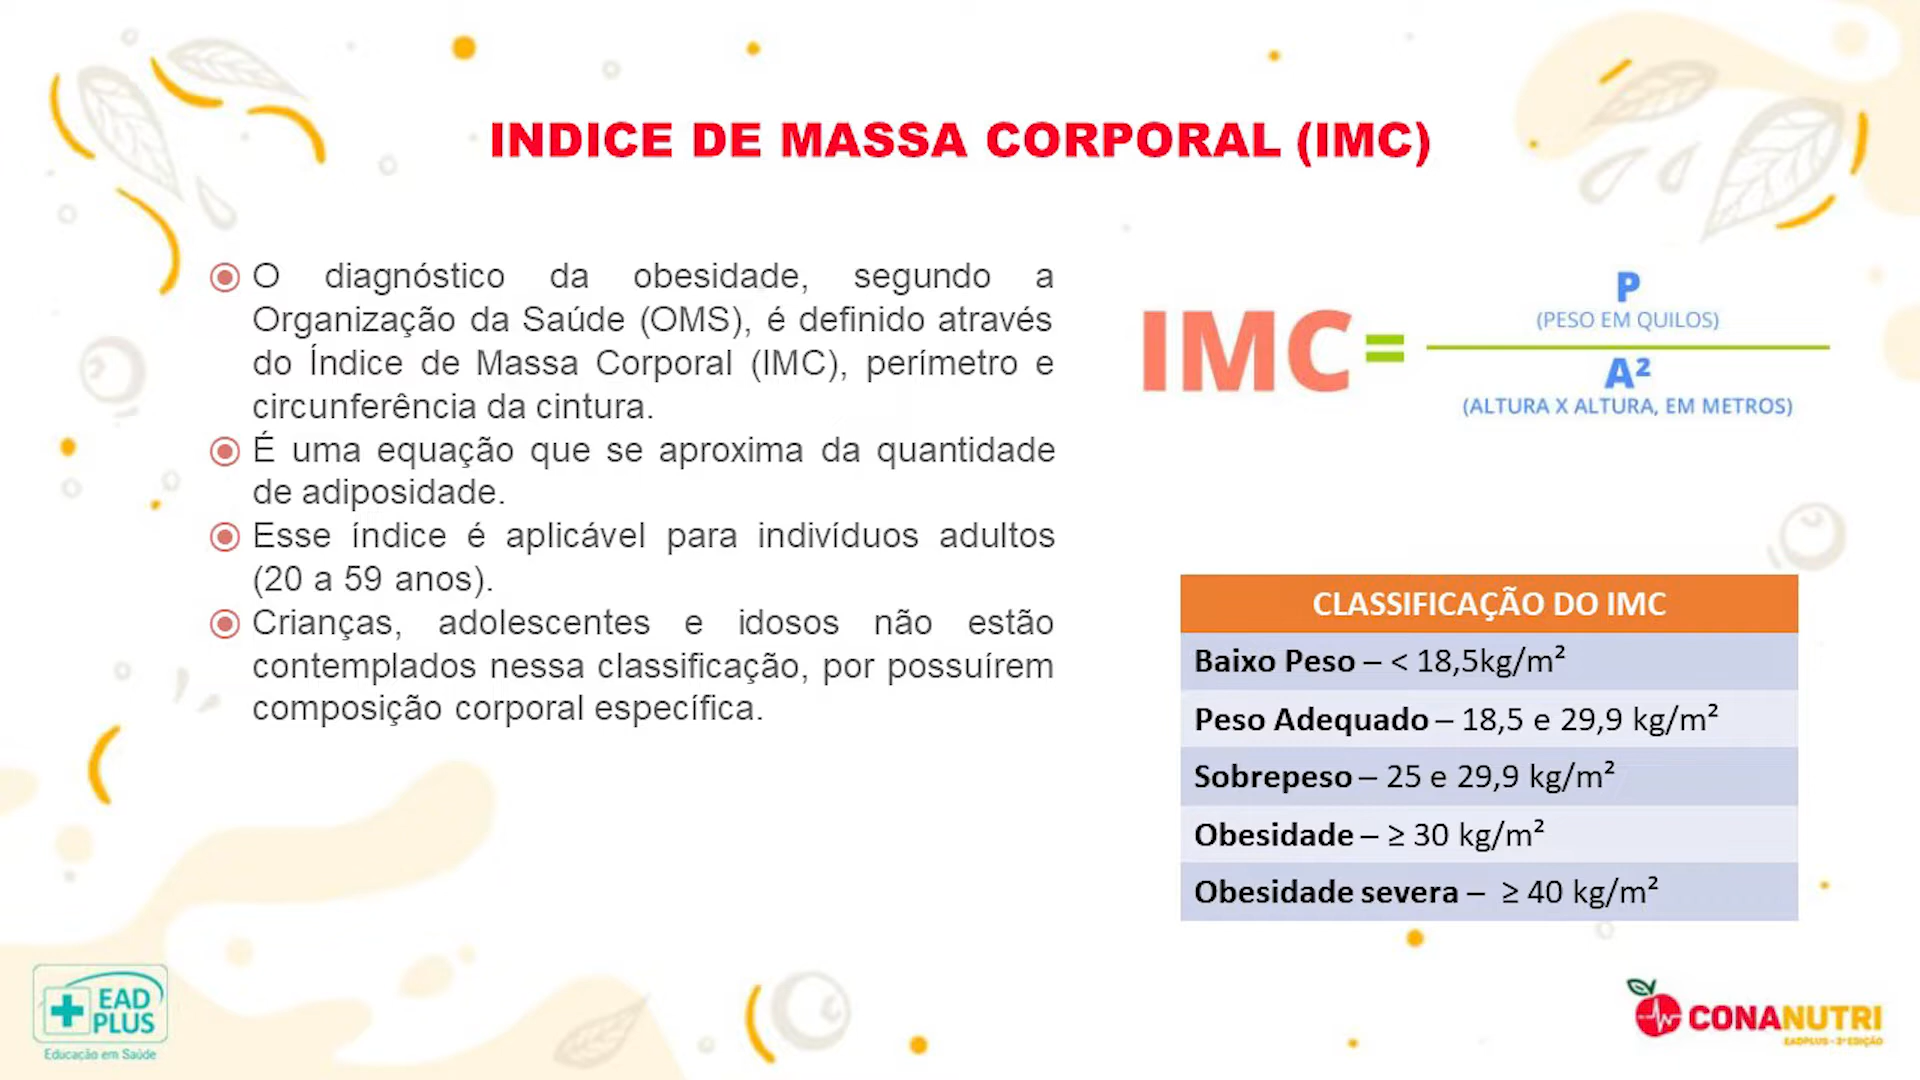 INDICE DE MASSA CORPORAL (IMC)
O diagnóstico da obesidade, segundo a
Organização da Saúde (OMS), é definido através
do Índice de Massa Corporal (IMC), perímetro e
circunferência da cintura.
É uma equação que se aproxima da quantidade
de adiposidade.
Esse índice é aplicável para indivíduos adultos
(20 a 59 anos).
Crianças, adolescentes e idosos não estão
contemplados nessa classificação, por possuírem
composição corporal específica.
P
(PESO EM QUILOS)
IMC=
A²
(ALTURA X ALTURA, EM METROS)
CLASSIFICAÇÃO DO IMC
Baixo Peso – < 18,5kg/m²
Peso Adequado – 18,5 e 29,9 kg/m²
Sobrepeso – 25 e 29,9 kg/m²
Obesidade – ≥ 30 kg/m²
Obesidade severa – ≥ 40 kg/m²
EAD
PLUS
Educação em Saúde
CONANUTRI
EADPLUS - 2ª EDIÇÃO